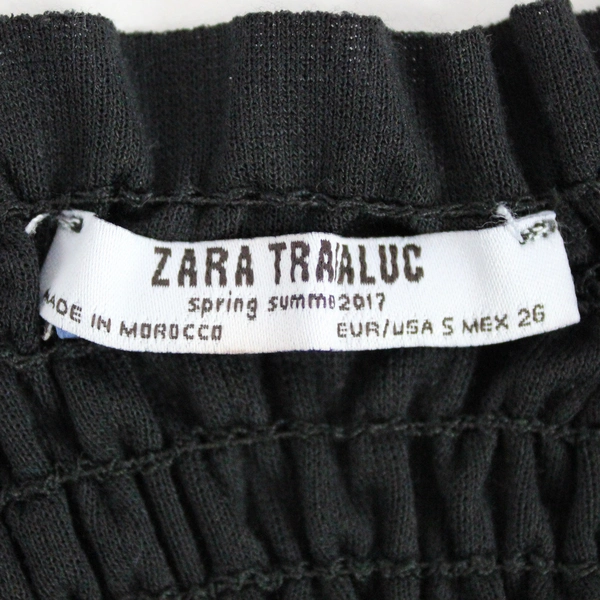 ZARA TRAFALUC
spring summer 2017
MADE IN MOROCCO EUR/USA S MEX 26